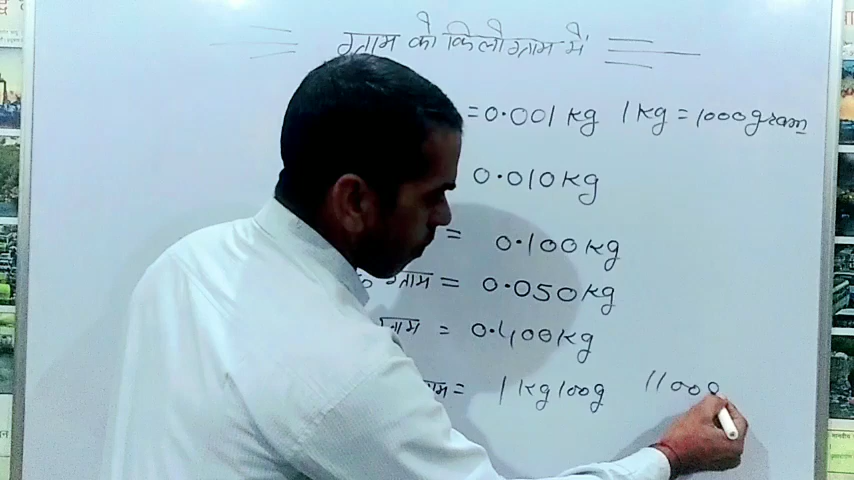 ग्राम को किलोग्राम में
= 0.001 kg 1 kg = 1000 gram
0.010 kg
= 0.100 kg
ग्राम = 0.050 kg
ग्राम = 0.400 kg
ग्राम = 1 kg 100 g 1100